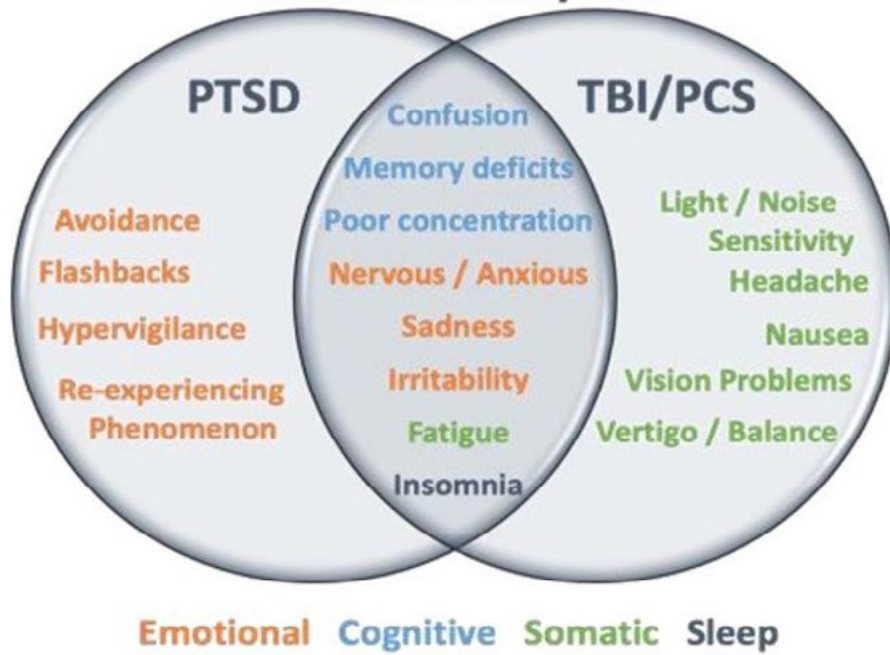 PTSD
TBI/PCS
Confusion
Memory deficits
Poor concentration
Nervous / Anxious
Sadness
Irritability
Fatigue
Insomnia
Avoidance
Flashbacks
Hypervigilance
Re-experiencing
Phenomenon
Light / Noise
Sensitivity
Headache
Nausea
Vision Problems
Vertigo / Balance
Emotional Cognitive Somatic Sleep